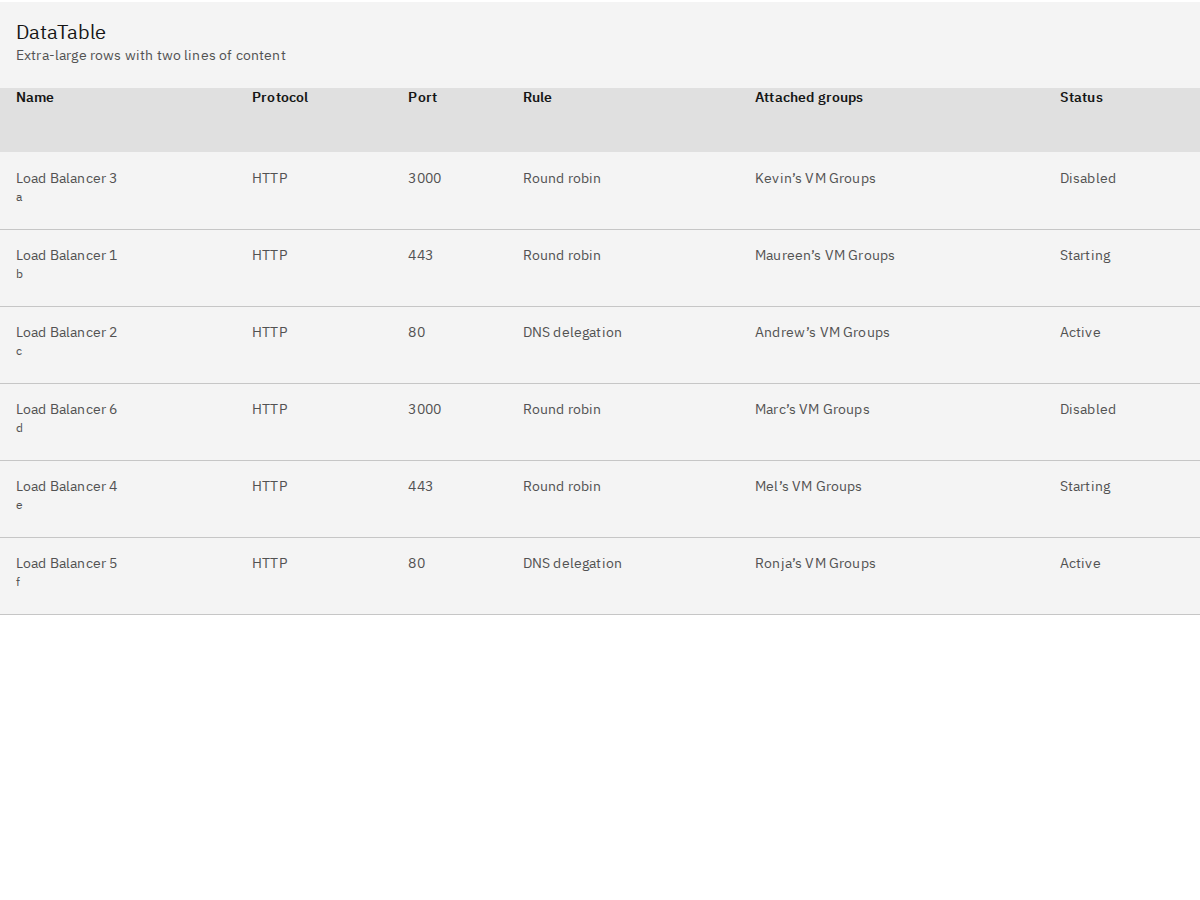 DataTable
Extra-large rows with two lines of content
Name Protocol Port Rule Attached groups Status
Load Balancer 3 HTTP 3000 Round robin Kevin’s VM Groups Disabled
a
Load Balancer 1 HTTP 443 Round robin Maureen’s VM Groups Starting
b
Load Balancer 2 HTTP 80 DNS delegation Andrew’s VM Groups Active
c
Load Balancer 6 HTTP 3000 Round robin Marc’s VM Groups Disabled
d
Load Balancer 4 HTTP 443 Round robin Mel’s VM Groups Starting
e
Load Balancer 5 HTTP 80 DNS delegation Ronja’s VM Groups Active
f